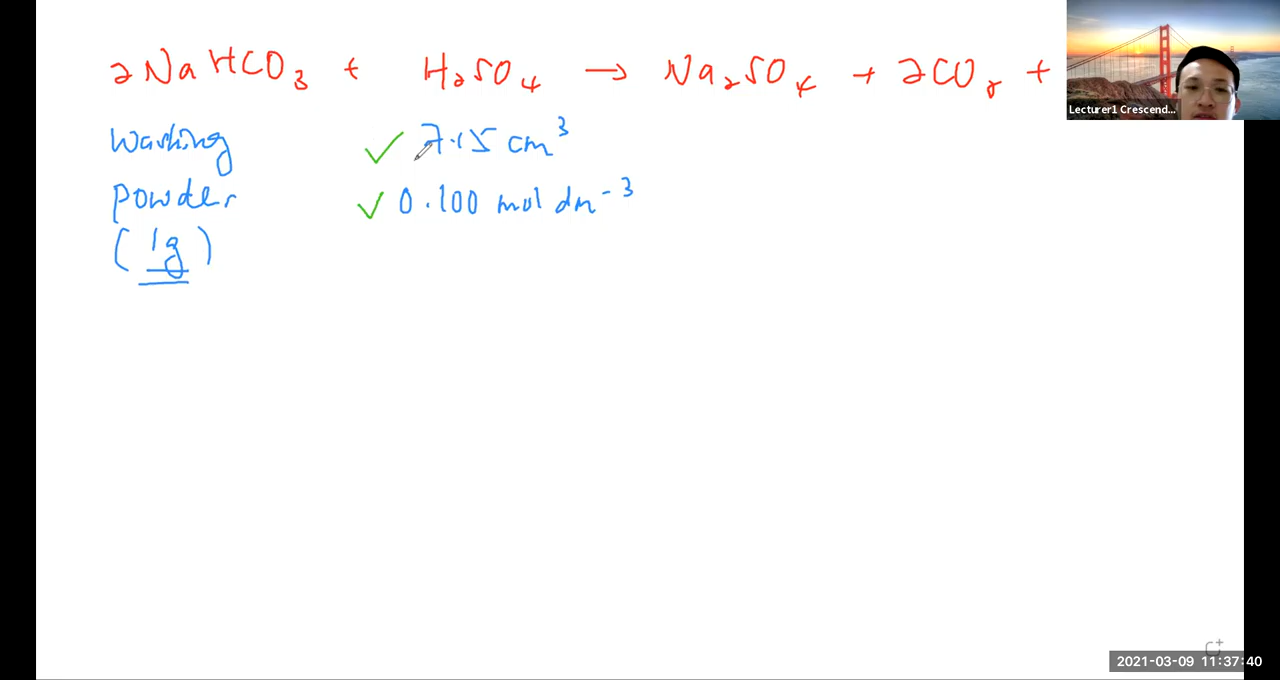 2NaHCO3 + H2SO4 → Na2SO4 + 2CO2 +
Washing ✓ 7.15 cm³
powder ✓ 0.100 mol dm⁻³
(1g)
Lecturer1 Crescend...
2021-03-09 11:37:40